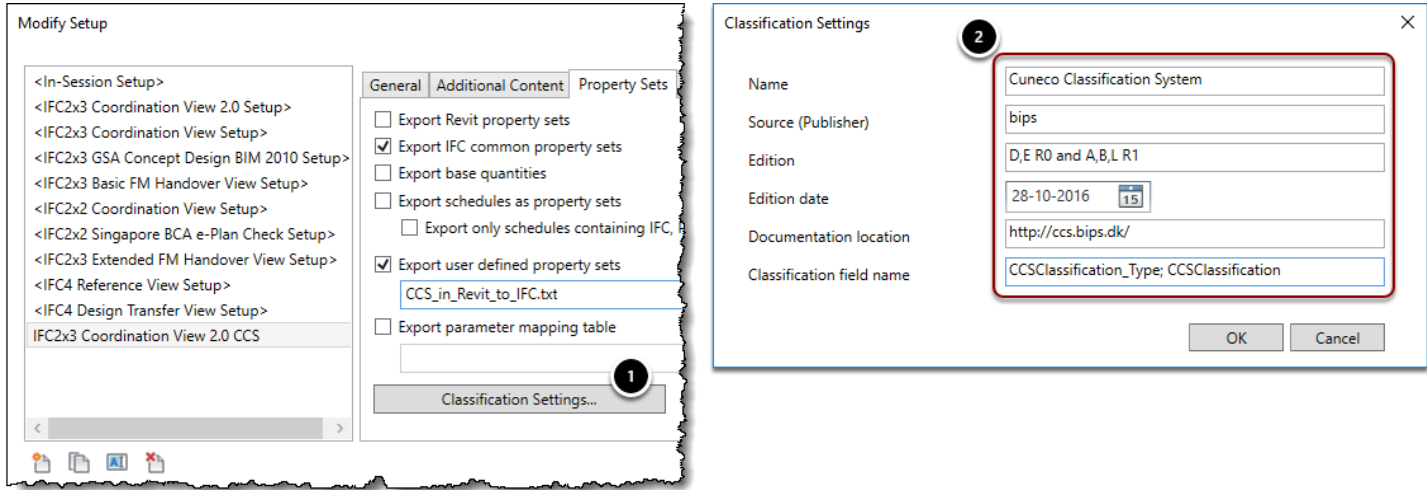 Modify Setup
<In-Session Setup>
<IFC2x3 Coordination View 2.0 Setup>
<IFC2x3 Coordination View Setup>
<IFC2x3 GSA Concept Design BIM 2010 Setup>
<IFC2x3 Basic FM Handover View Setup>
<IFC2x2 Coordination View Setup>
<IFC2x2 Singapore BCA e-Plan Check Setup>
<IFC2x3 Extended FM Handover View Setup>
<IFC4 Reference View Setup>
<IFC4 Design Transfer View Setup>
IFC2x3 Coordination View 2.0 CCS
General Additional Content Property Sets
Export Revit property sets
Export IFC common property sets
Export base quantities
Export schedules as property sets
Export only schedules containing IFC,
Export user defined property sets
CCS_in_Revit_to_IFC.txt
Export parameter mapping table
1
Classification Settings...
Classification Settings
2
Name Cuneco Classification System
Source (Publisher) bips
Edition D,E R0 and A,B,L R1
Edition date 28-10-2016 15
Documentation location http://ccs.bips.dk/
Classification field name CCSClassification_Type; CCSClassification
OK Cancel